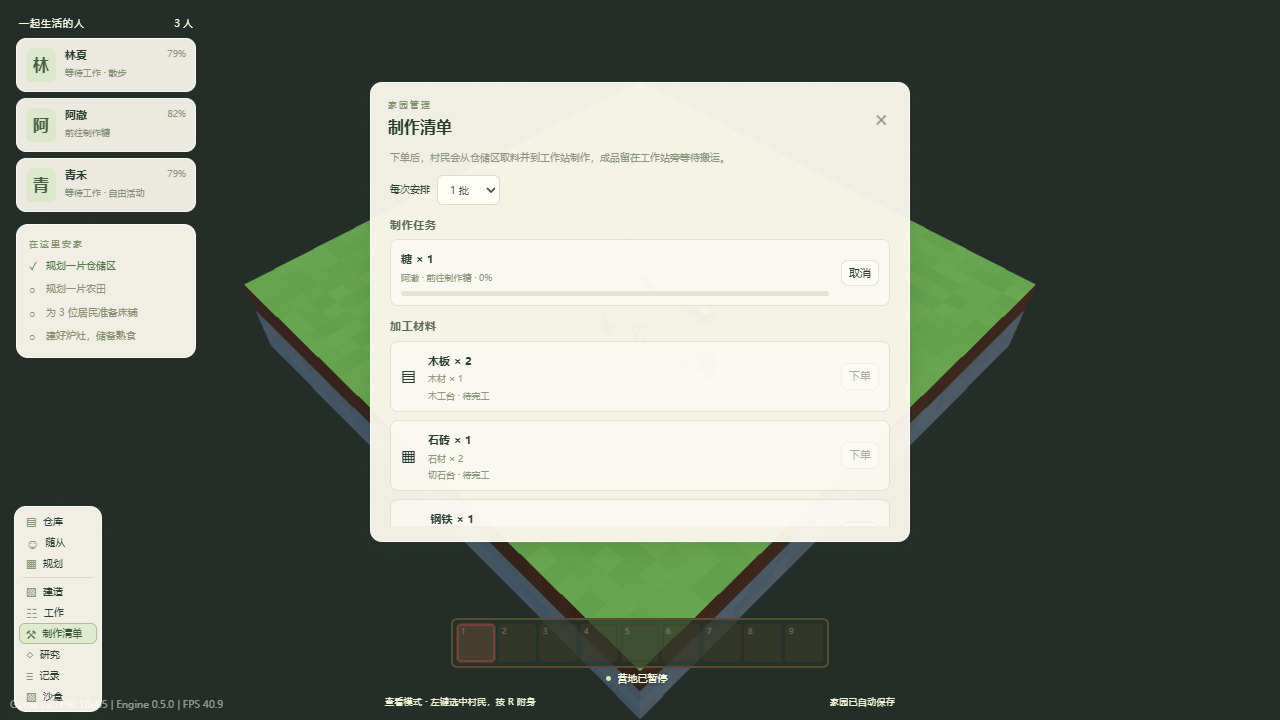 一起生活的人 3 人
林 林夏 79%
等待工作 · 散步
阿 阿澈 82%
前往制作糖
青 青禾 79%
等待工作 · 自由活动
在这里安家
✓ 规划一片仓储区
○ 规划一片农田
○ 为 3 位居民准备床铺
○ 建好炉灶，储备熟食
家园管理
制作清单
×
下单后，村民会从仓储区取料并到工作站制作，成品留在工作站旁等待搬运。
每次安排 1 批
制作任务
糖 × 1
阿澈 · 前往制作糖 · 0%
取消
加工材料
木板 × 2
木材 × 1
木工台 · 待完工
下单
石砖 × 1
石材 × 2
切石台 · 待完工
下单
钢铁 × 1
仓库
随从
规划
建造
工作
制作清单
研究
记录
沙盒
1 2 3 4 5 6 7 8 9
营地已暂停
查看模式 · 左键选中村民，按 R 附身
家园已自动保存
| Engine 0.5.0 | FPS 40.9